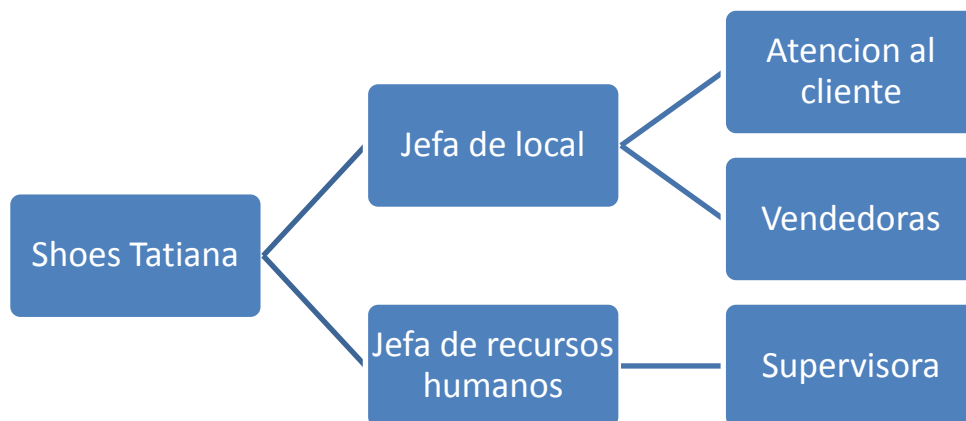 Shoes Tatiana
Jefa de local
Atencion al
cliente
Vendedoras
Jefa de recursos
humanos
Supervisora